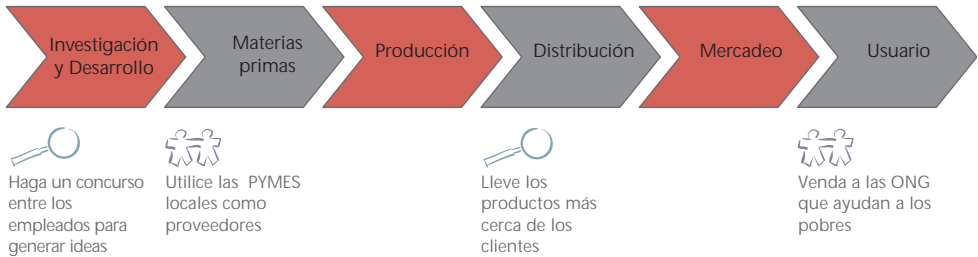 Investigación
y Desarrollo
Materias
primas
Producción
Distribución
Mercadeo
Usuario
Haga un concurso
entre los
empleados para
generar ideas
Utilice las PYMES
locales como
proveedores
Lleve los
productos más
cerca de los
clientes
Venda a las ONG
que ayudan a los
pobres